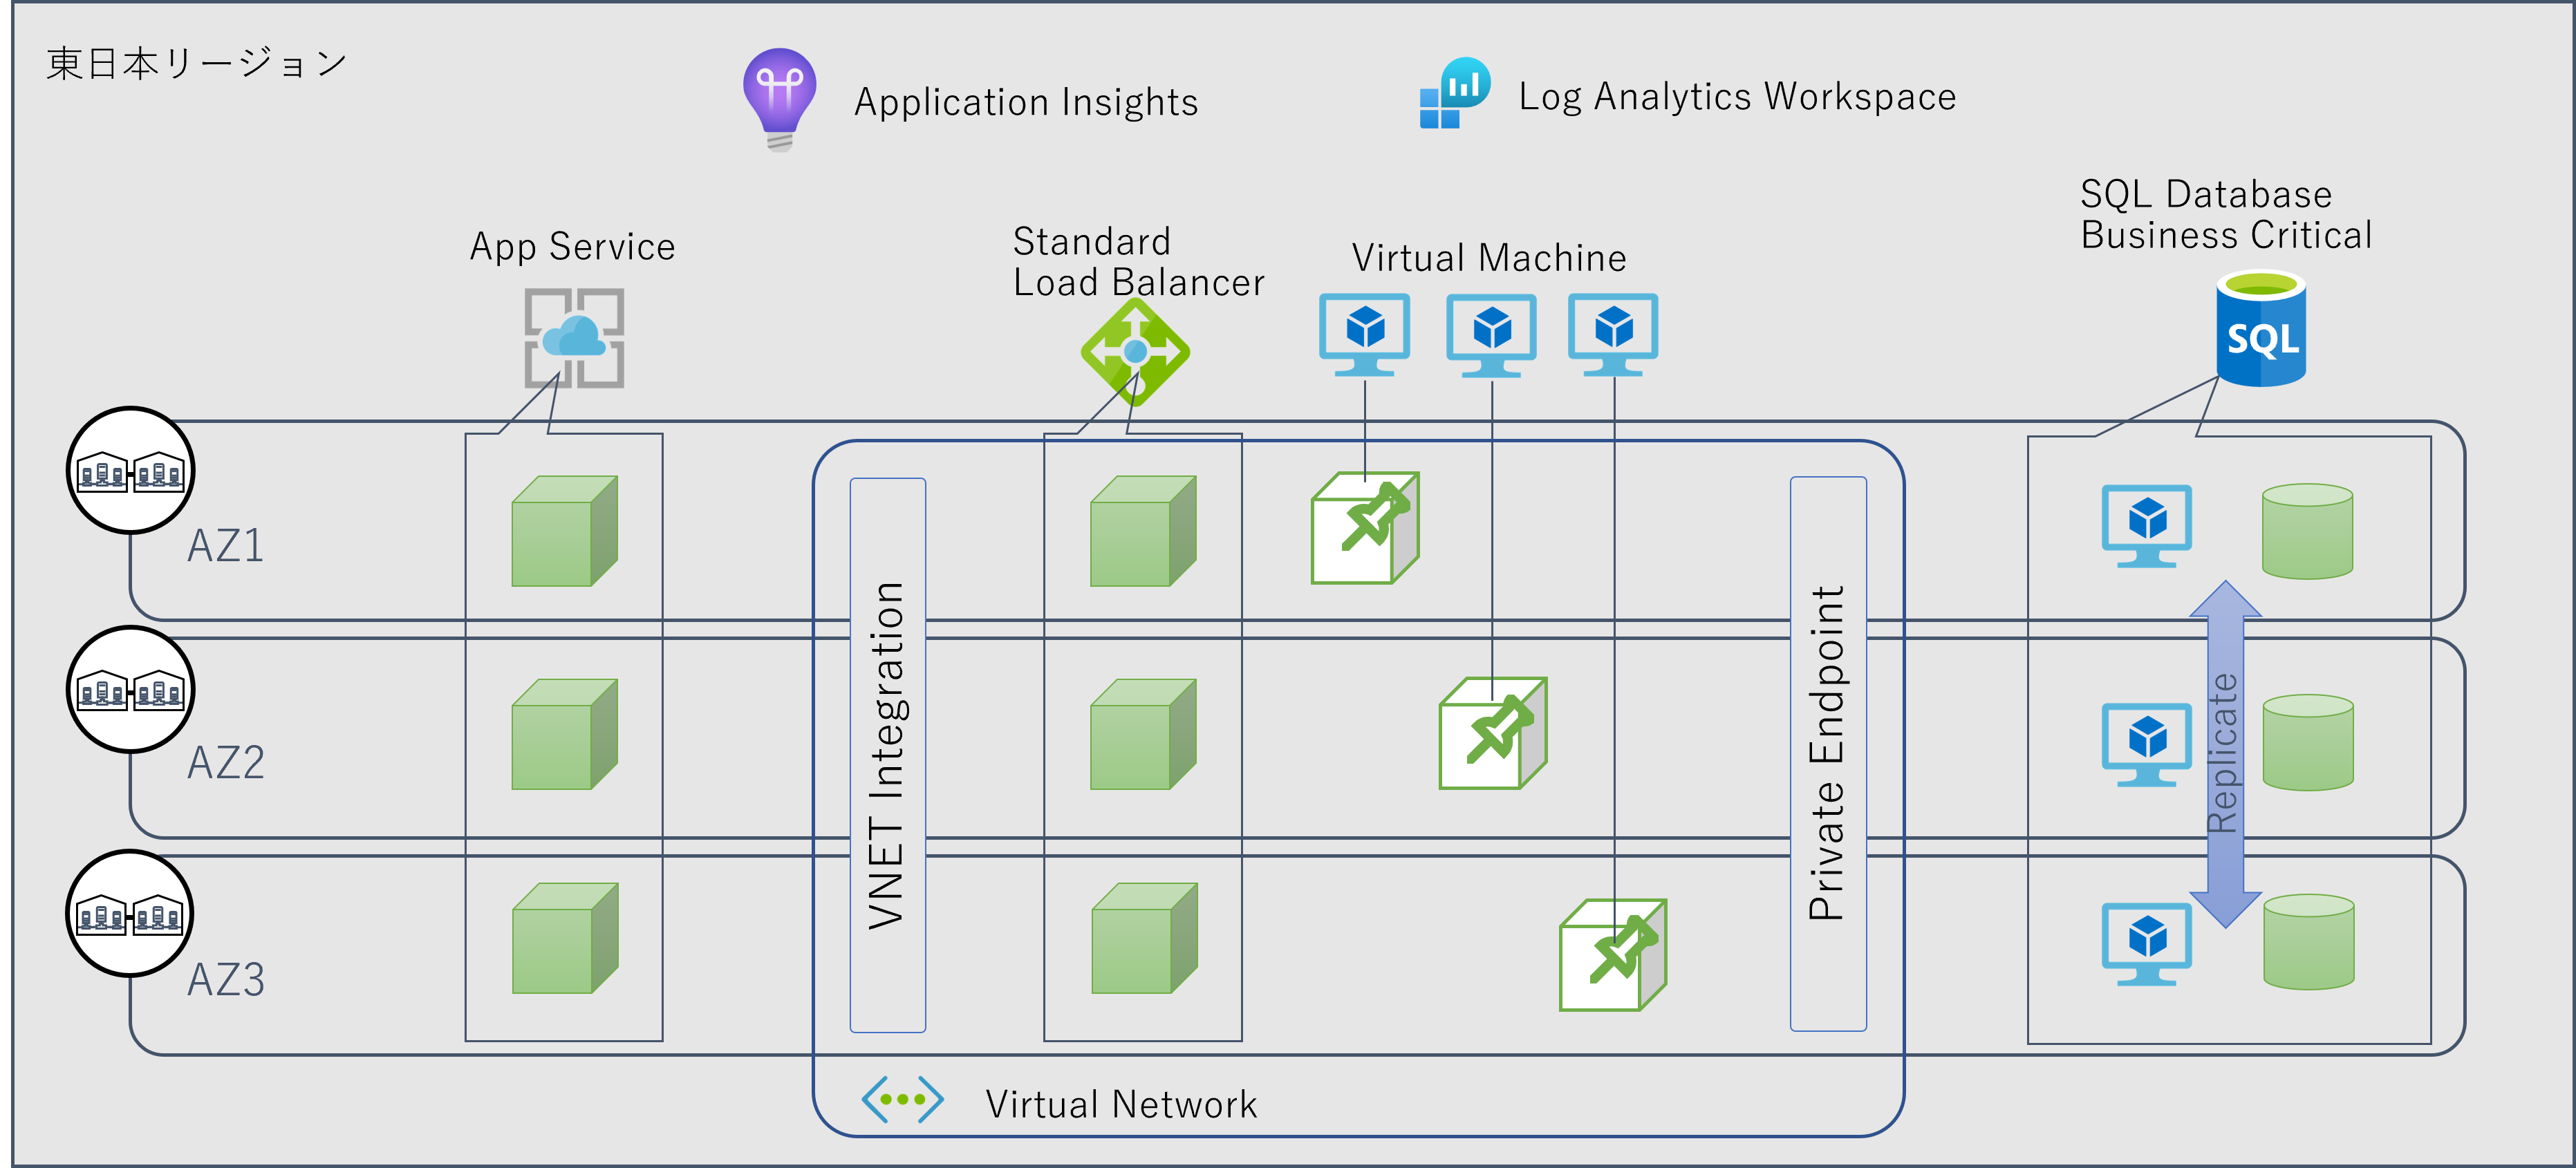 東日本リージョン
Application Insights
Log Analytics Workspace
App Service
Standard
Load Balancer
Virtual Machine
SQL Database
Business Critical
SQL
AZ1
AZ2
AZ3
VNET Integration
Private Endpoint
Replicate
Virtual Network